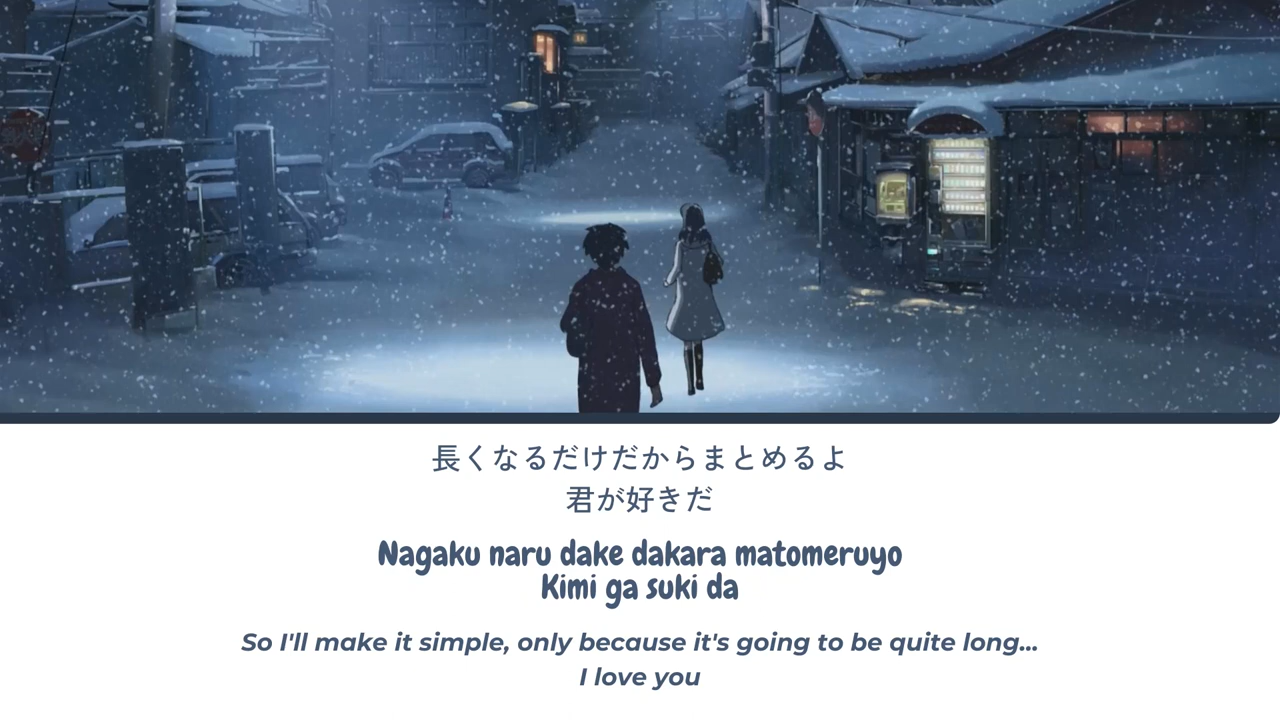 長くなるだけだからまとめるよ
君が好きだ
Nagaku naru dake dakara matomeruyo
Kimi ga suki da
So I'll make it simple, only because it's going to be quite long...
I love you